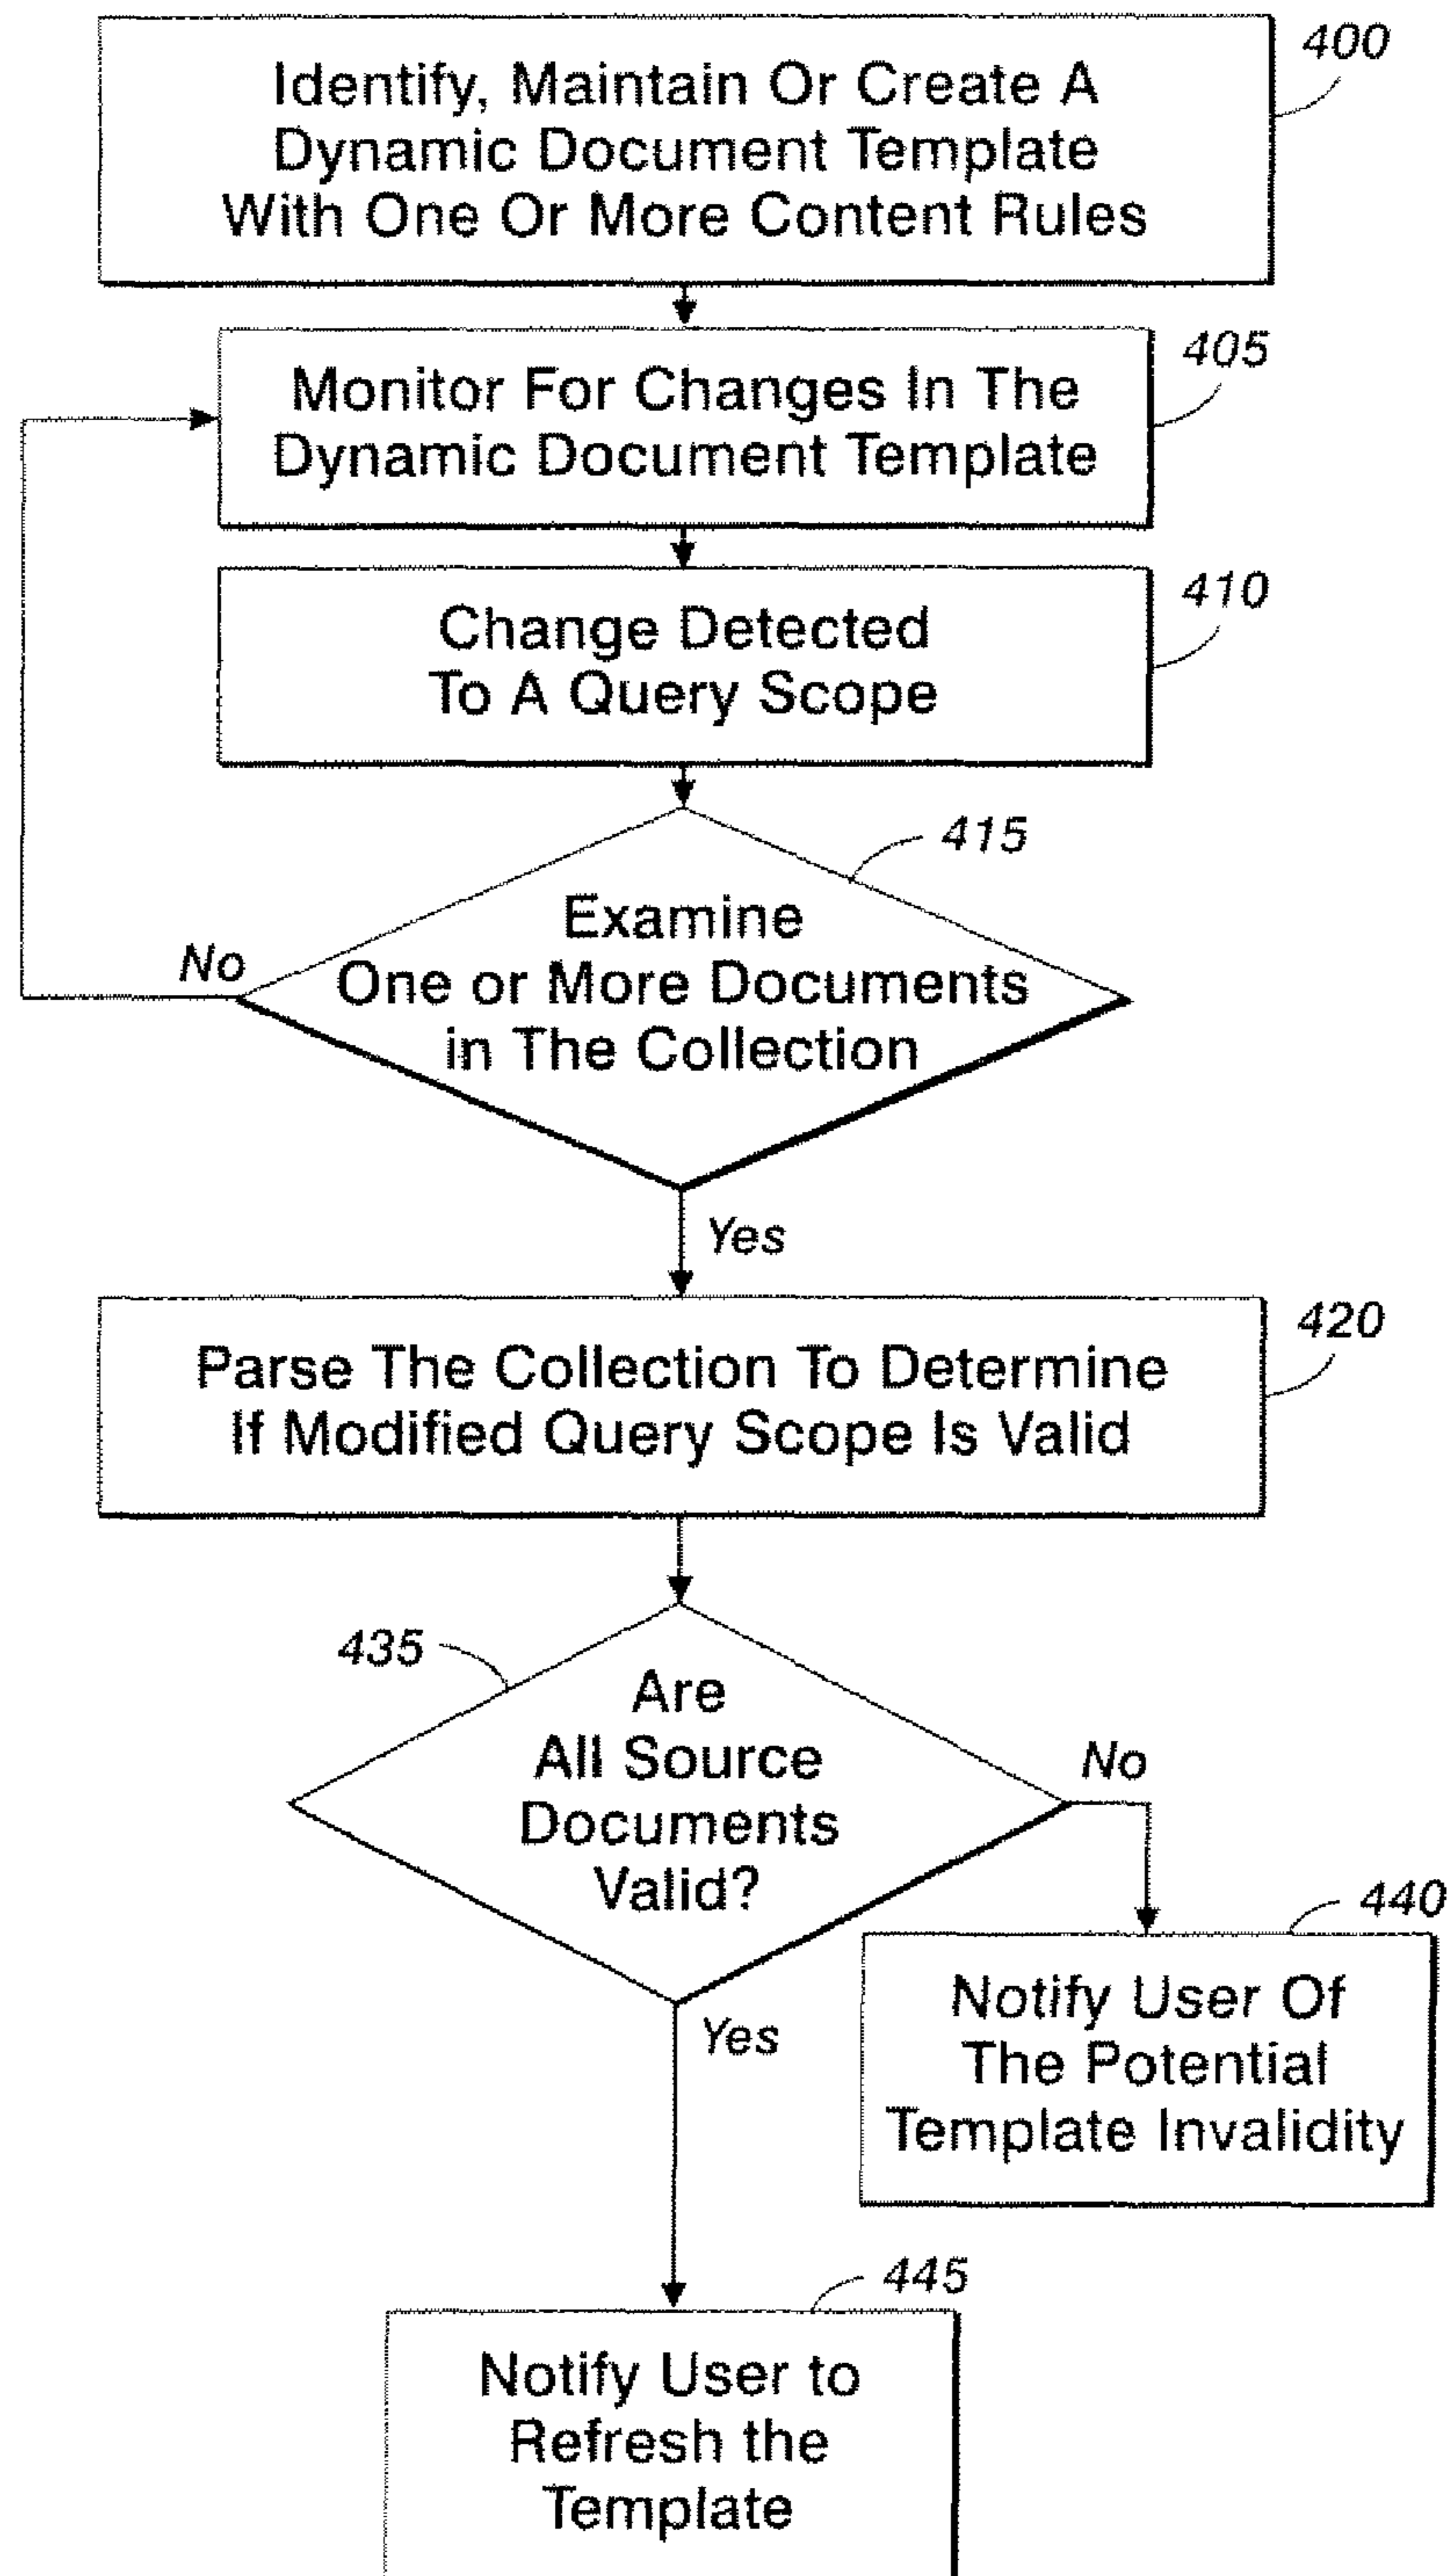 400
Identify, Maintain Or Create A
Dynamic Document Template
With One Or More Content Rules
405
Monitor For Changes In The
Dynamic Document Template
410
Change Detected
To A Query Scope
415
Examine
One or More Documents
in The Collection
No
Yes
420
Parse The Collection To Determine
If Modified Query Scope Is Valid
435
Are
All Source
Documents
Valid?
No
Yes
440
Notify User Of
The Potential
Template Invalidity
445
Notify User to
Refresh the
Template